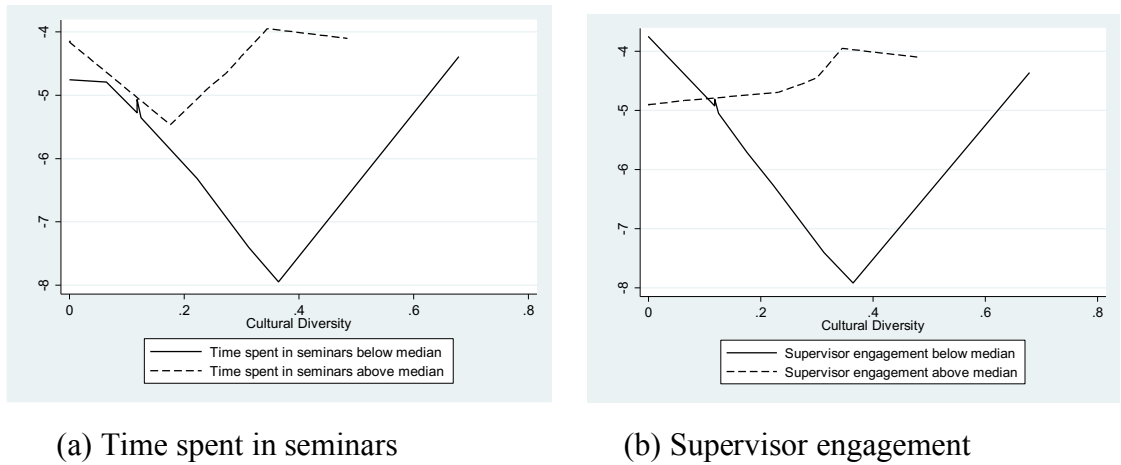 -4
-5
-6
-7
-8
0 .2 .4 .6 .8
Cultural Diversity
Time spent in seminars below median
Time spent in seminars above median
(a) Time spent in seminars
-4
-5
-6
-7
-8
0 .2 .4 .6 .8
Cultural Diversity
Supervisor engagement below median
Supervisor engagement above median
(b) Supervisor engagement